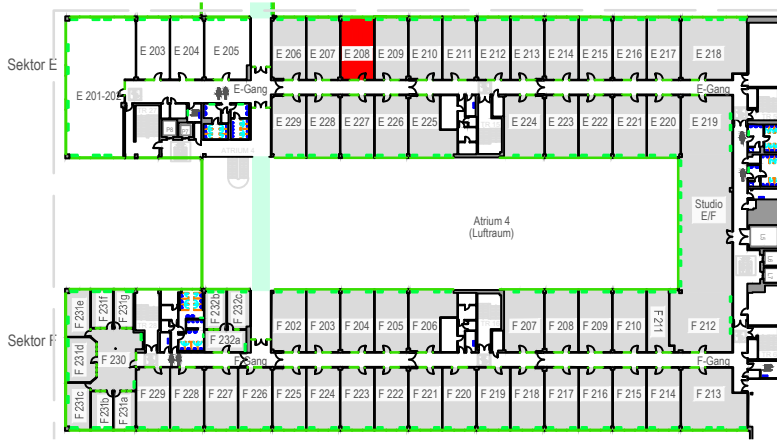 E 203
E 204
E 205
E 206
E 207
E 208
E 209
E 210
E 211
E 212
E 213
E 214
E 215
E 216
E 217
E 218
Sektor E
E 201-202
E-Gang
E-Gang
E 229
E 228
E 227
E 226
E 225
E 224
E 223
E 222
E 221
E 220
E 219
ATRIUM 4
Studio
E/F
Atrium 4
(Luftraum)
F 231e
F 231f
F 231g
F 232b
F 232c
F 202
F 203
F 204
F 205
F 206
F 207
F 208
F 209
F 210
F 211
F 212
Sektor F
F 231d
F 230
F 232a
F-Gang
F-Gang
F 231c
F 231b
F 231a
F 229
F 228
F 227
F 226
F 225
F 224
F 223
F 222
F 221
F 220
F 219
F 218
F 217
F 216
F 215
F 214
F 213